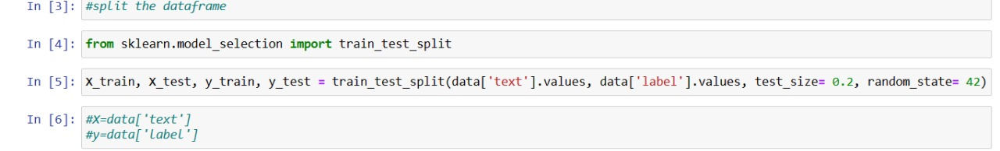 In [3]: #split the dataframe
In [4]: from sklearn.model_selection import train_test_split
In [5]: X_train, X_test, y_train, y_test = train_test_split(data['text'].values, data['label'].values, test_size= 0.2, random_state= 42)
In [6]: #X=data['text']
#y=data['label']